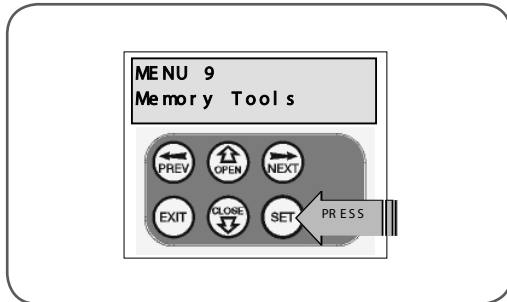 MENU 9
Memory Tools
PREV OPEN NEXT
EXIT CLOSE SET PRESS